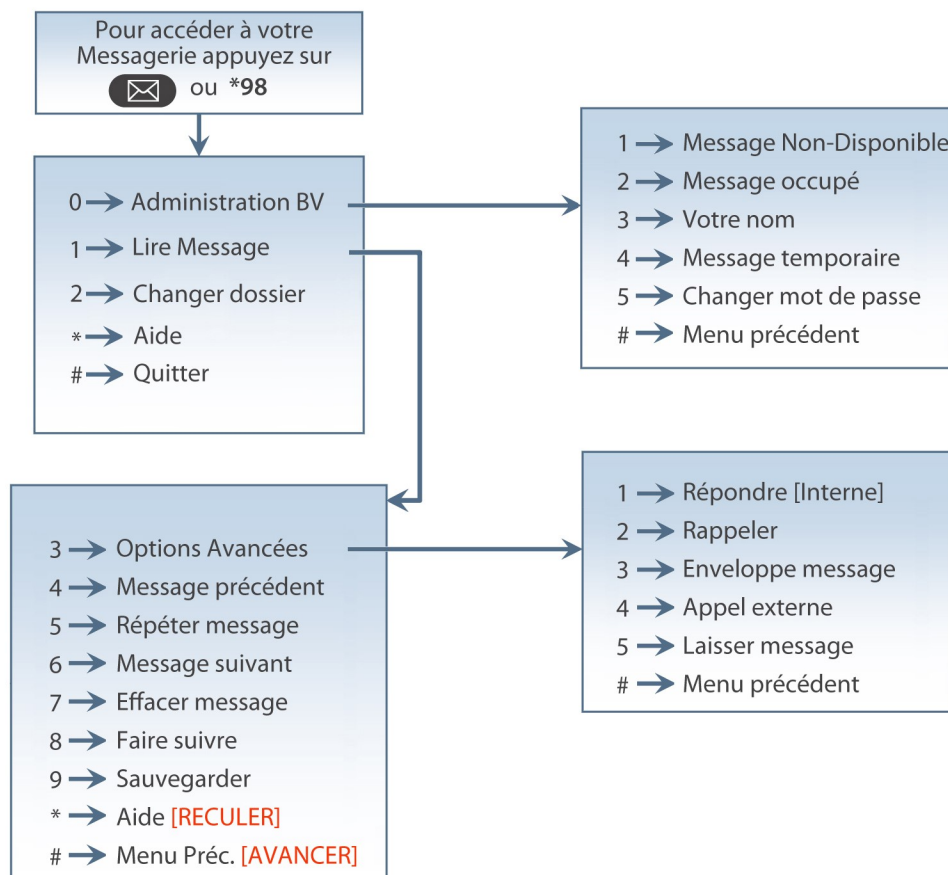 Pour accéder à votre
Messagerie appuyez sur
ou *98
0 Administration BV
1 Lire Message
2 Changer dossier
* Aide
# Quitter
1 Message Non-Disponible
2 Message occupé
3 Votre nom
4 Message temporaire
5 Changer mot de passe
# Menu précédent
3 Options Avancées
4 Message précédent
5 Répéter message
6 Message suivant
7 Effacer message
8 Faire suivre
9 Sauvegarder
* Aide [RECULER]
# Menu Préc. [AVANCER]
1 Répondre [Interne]
2 Rappeler
3 Enveloppe message
4 Appel externe
5 Laisser message
# Menu précédent